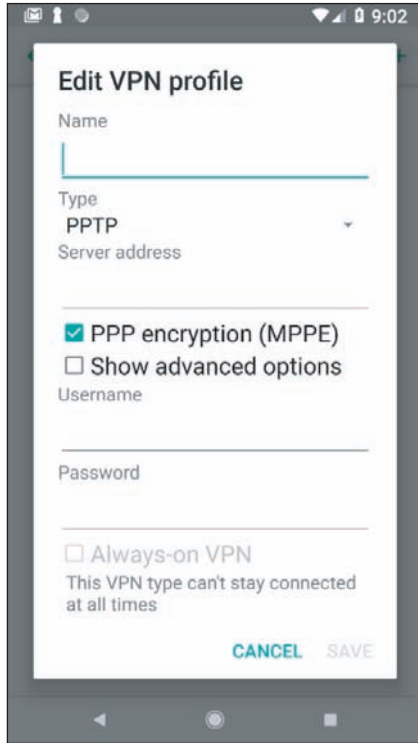 9:02
Edit VPN profile
Name
Type
PPTP
Server address
PPP encryption (MPPE)
Show advanced options
Username
Password
Always-on VPN
This VPN type can't stay connected
at all times
CANCEL SAVE